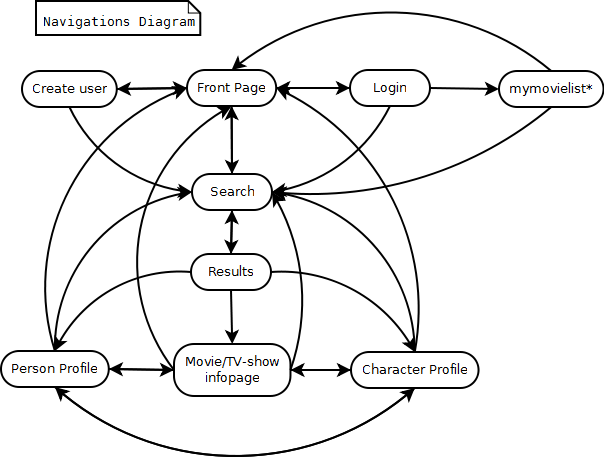 Navigations Diagram
Create user
Front Page
Login
mymovielist*
Search
Results
Person Profile
Movie/TV-show
infopage
Character Profile